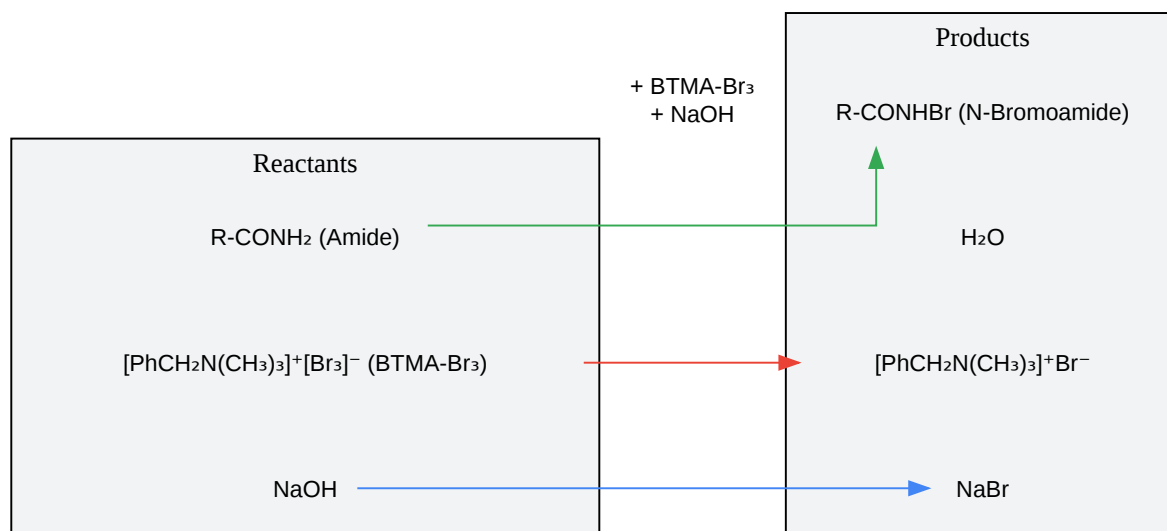 Products
+ BTMA-Br₃
+ NaOH
R-CONHBr (N-Bromoamide)
Reactants
R-CONH₂ (Amide)
H₂O
[PhCH₂N(CH₃)₃]⁺[Br₃]⁻ (BTMA-Br₃)
[PhCH₂N(CH₃)₃]⁺Br⁻
NaOH
NaBr